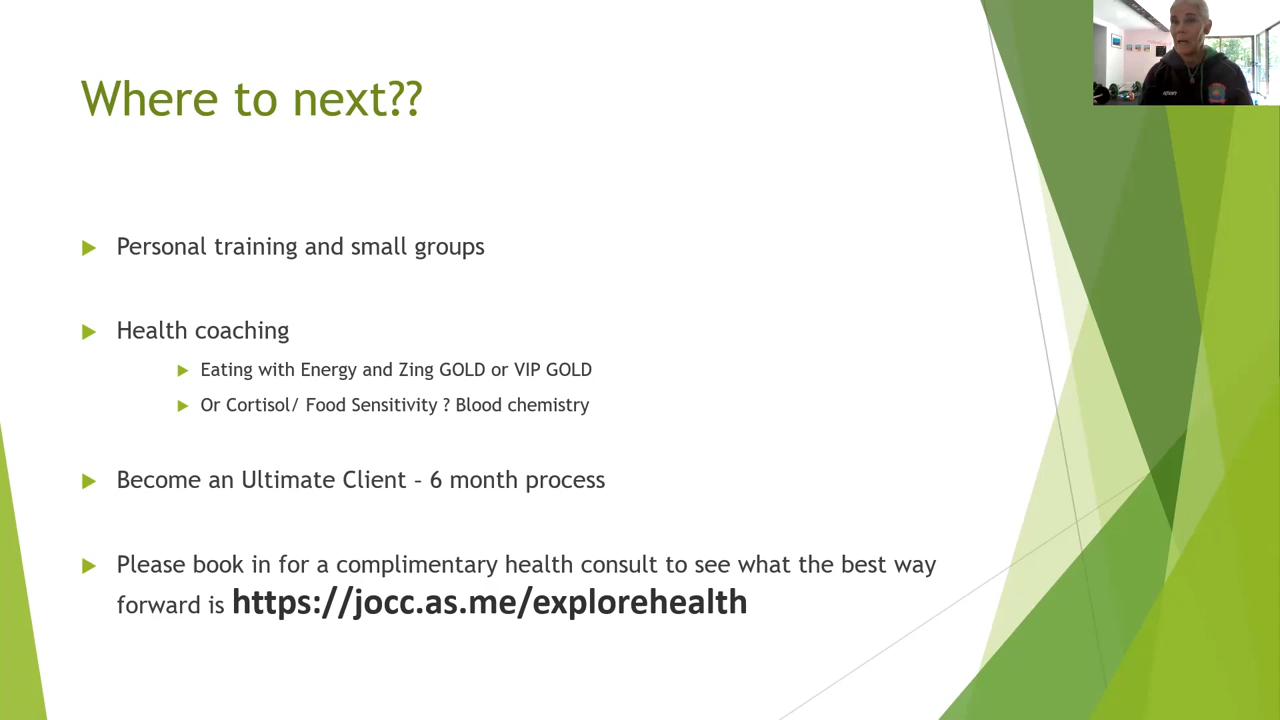 Where to next??
Personal training and small groups
Health coaching
Eating with Energy and Zing GOLD or VIP GOLD
Or Cortisol/ Food Sensitivity ? Blood chemistry
Become an Ultimate Client – 6 month process
Please book in for a complimentary health consult to see what the best way
forward is https://jocc.as.me/explorehealth